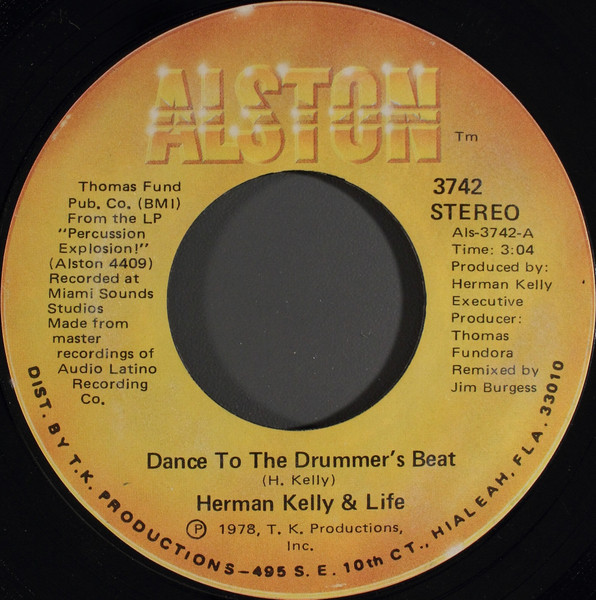 ALSTON
Tm
Thomas Fund
Pub. Co. (BMI)
From the LP
"Percussion
Explosion!"
(Alston 4409)
Recorded at
Miami Sounds
Studios
Made from
master
recordings of
Audio Latino
Recording
Co.
3742
STEREO
Als-3742-A
Time: 3:04
Produced by:
Herman Kelly
Executive
Producer:
Thomas
Fundora
Remixed by
Jim Burgess
Dance To The Drummer's Beat
(H. Kelly)
Herman Kelly & Life
℗ 1978, T. K. Productions,
Inc.
DIST. BY T.K. PRODUCTIONS—495 S. E. 10th CT., HIALEAH, FLA. 33010